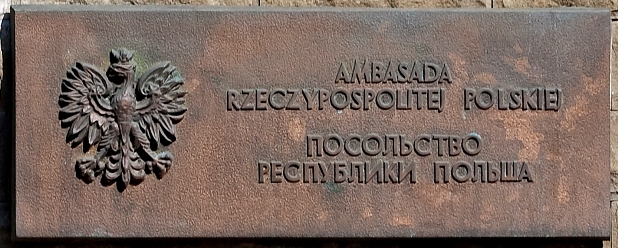 AMBASADA
RZECZYPOSPOLITEJ POLSKIEJ
ПОСОЛЬСТВО
РЕСПУБЛИКИ ПОЛЬША